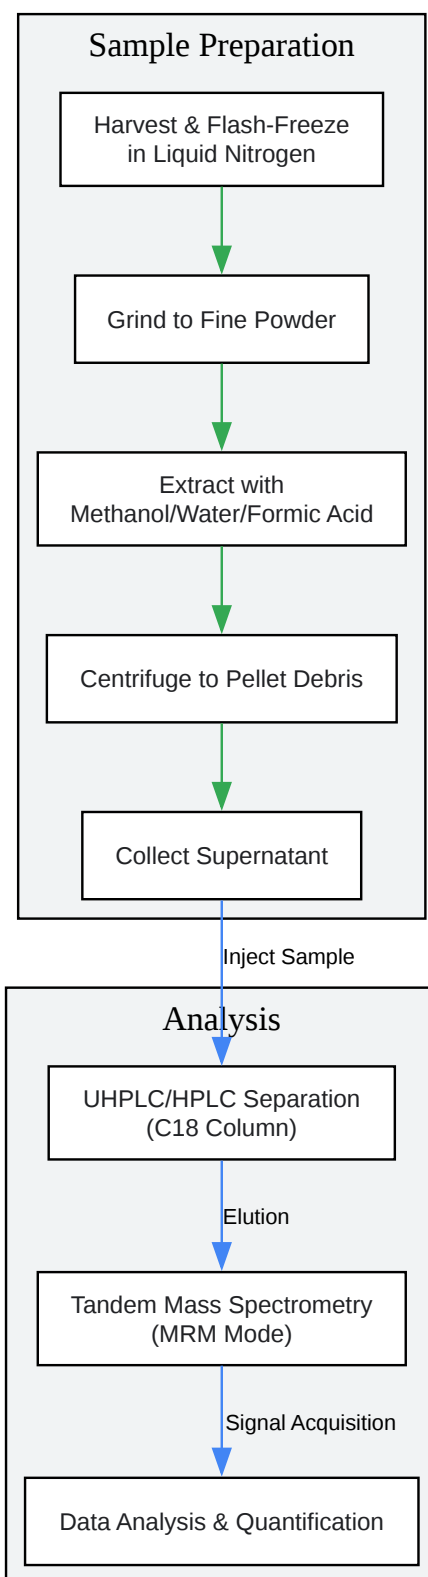 Sample Preparation
Harvest & Flash-Freeze
in Liquid Nitrogen
Grind to Fine Powder
Extract with
Methanol/Water/Formic Acid
Centrifuge to Pellet Debris
Collect Supernatant
Inject Sample
Analysis
UHPLC/HPLC Separation
(C18 Column)
Elution
Tandem Mass Spectrometry
(MRM Mode)
Signal Acquisition
Data Analysis & Quantification